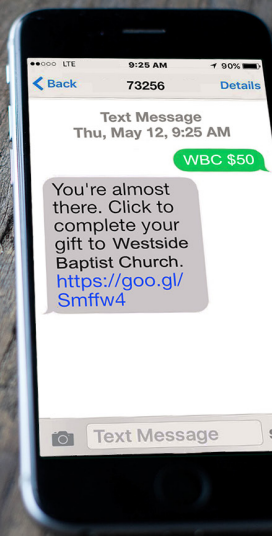 LTE 9:25 AM 90%
Back 73256 Details
Text Message
Thu, May 12, 9:25 AM
WBC $50
You're almost
there. Click to
complete your
gift to Westside
Baptist Church.
https://goo.gl/
Smffw4
Text Message